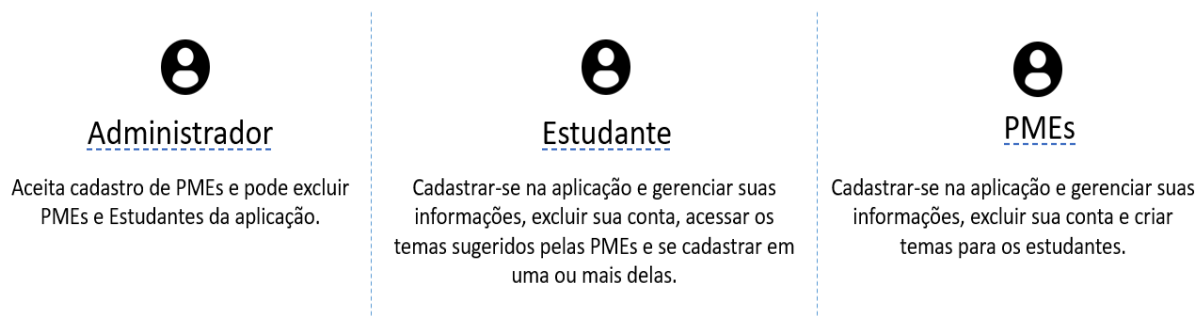 Administrador
Aceita cadastro de PMEs e pode excluir
PMEs e Estudantes da aplicação.
Estudante
Cadastrar-se na aplicação e gerenciar suas
informações, excluir sua conta, acessar os
temas sugeridos pelas PMEs e se cadastrar em
uma ou mais delas.
PMEs
Cadastrar-se na aplicação e gerenciar suas
informações, excluir sua conta e criar
temas para os estudantes.